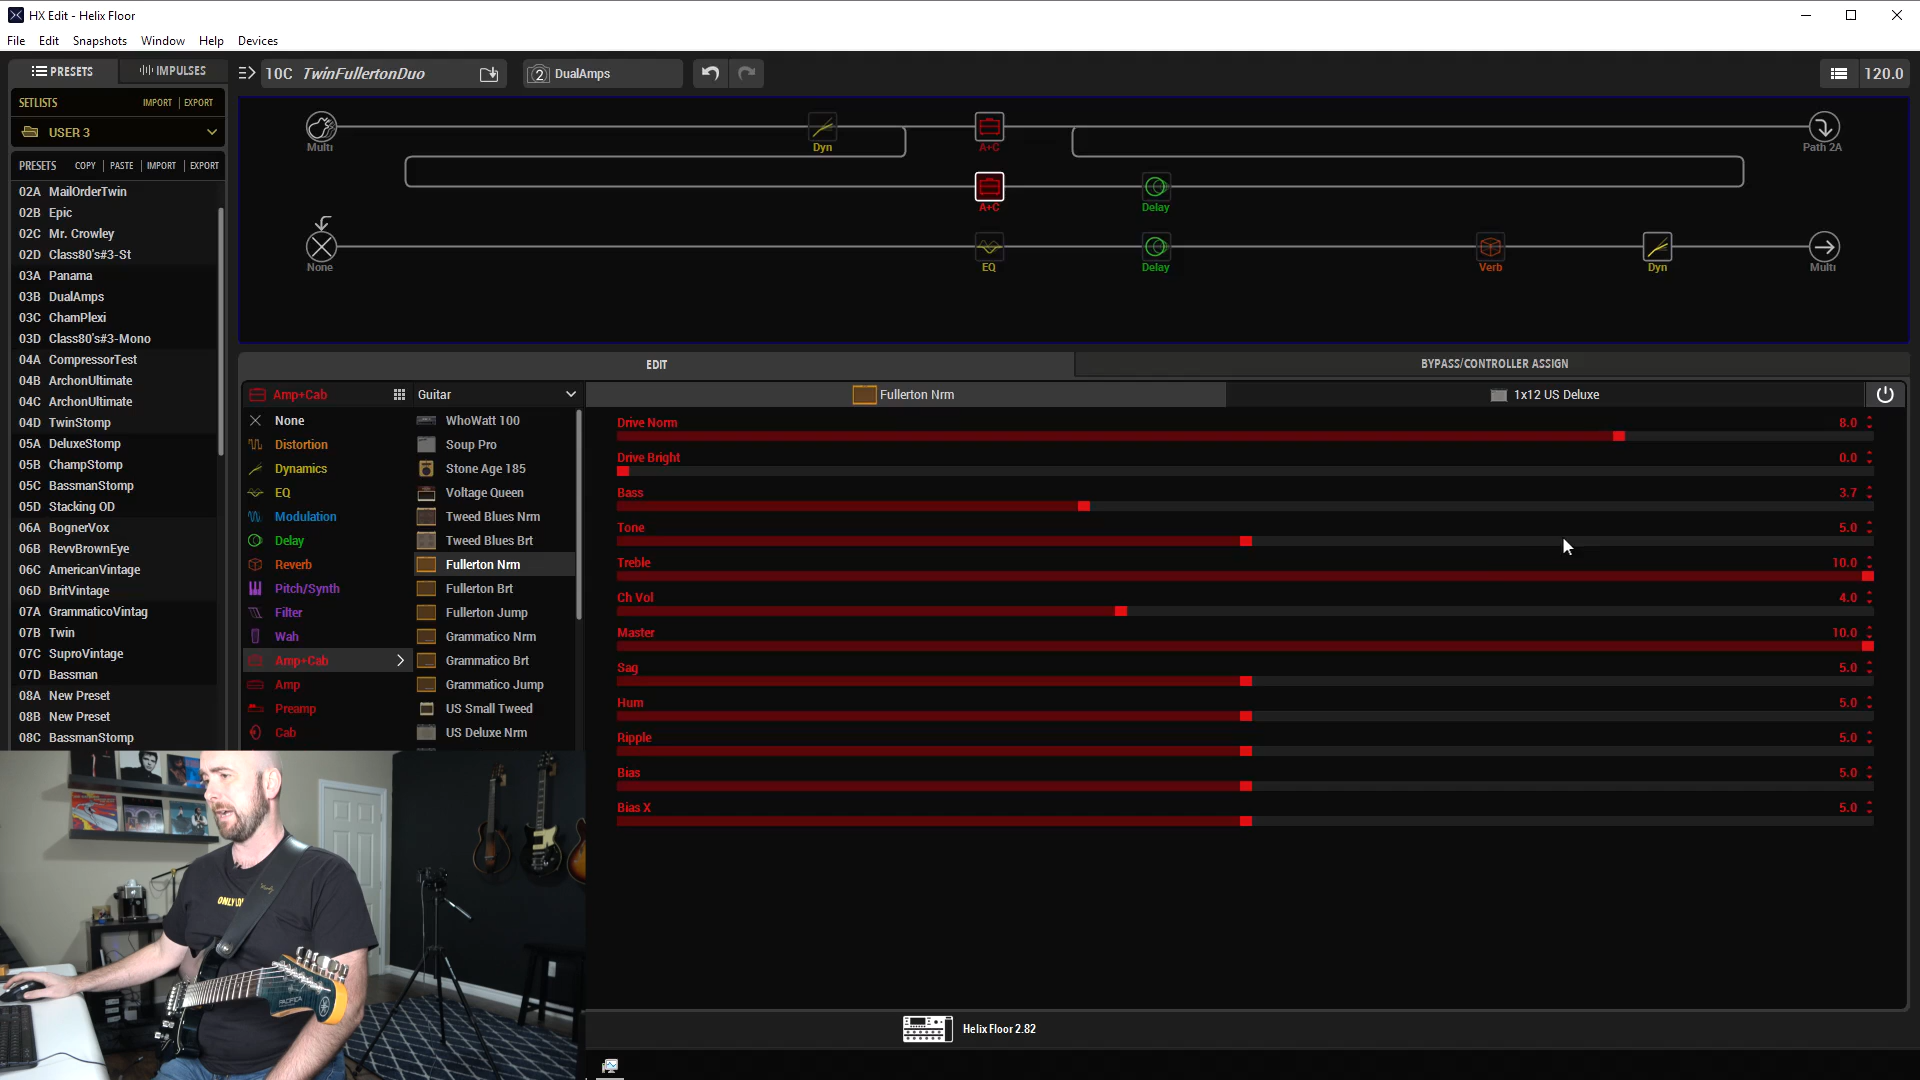 HX Edit - Helix Floor
File Edit Snapshots Window Help Devices
PRESETS IMPULSES
10C TwinFullertonDuo
2 DualAmps
120.0
SETLISTS IMPORT | EXPORT
USER 3
PRESETS COPY | PASTE | IMPORT | EXPORT
02A MailOrderTwin
02B Epic
02C Mr. Crowley
02D Class80's#3-St
03A Panama
03B DualAmps
03C ChamPlexi
03D Class80's#3-Mono
04A CompressorTest
04B ArchonUltimate
04C ArchonUltimate
04D TwinStomp
05A DeluxeStomp
05B ChampStomp
05C BassmanStomp
05D Stacking OD
06A BognerVox
06B RevvBrownEye
06C AmericanVintage
06D BritVintage
07A GrammaticoVintag
07B Twin
07C SuproVintage
07D Bassman
08A New Preset
08B New Preset
08C BassmanStomp
Multi
Dyn
A+C
Path 2A
A+C
Delay
None
EQ
Delay
Verb
Dyn
Multi
EDIT
BYPASS/CONTROLLER ASSIGN
Amp+Cab
Guitar
Fullerton Nrm
1x12 US Deluxe
None
Distortion
Dynamics
EQ
Modulation
Delay
Reverb
Pitch/Synth
Filter
Wah
Amp+Cab
Amp
Preamp
Cab
WhoWatt 100
Soup Pro
Stone Age 185
Voltage Queen
Tweed Blues Nrm
Tweed Blues Brt
Fullerton Nrm
Fullerton Brt
Fullerton Jump
Grammatico Nrm
Grammatico Brt
Grammatico Jump
US Small Tweed
US Deluxe Nrm
Drive Norm 8.0
Drive Bright 0.0
Bass 3.7
Tone 5.0
Treble 10.0
Ch Vol 4.0
Master 10.0
Sag 5.0
Hum 5.0
Ripple 5.0
Bias 5.0
Bias X 5.0
PACIFICA
Helix Floor 2.82